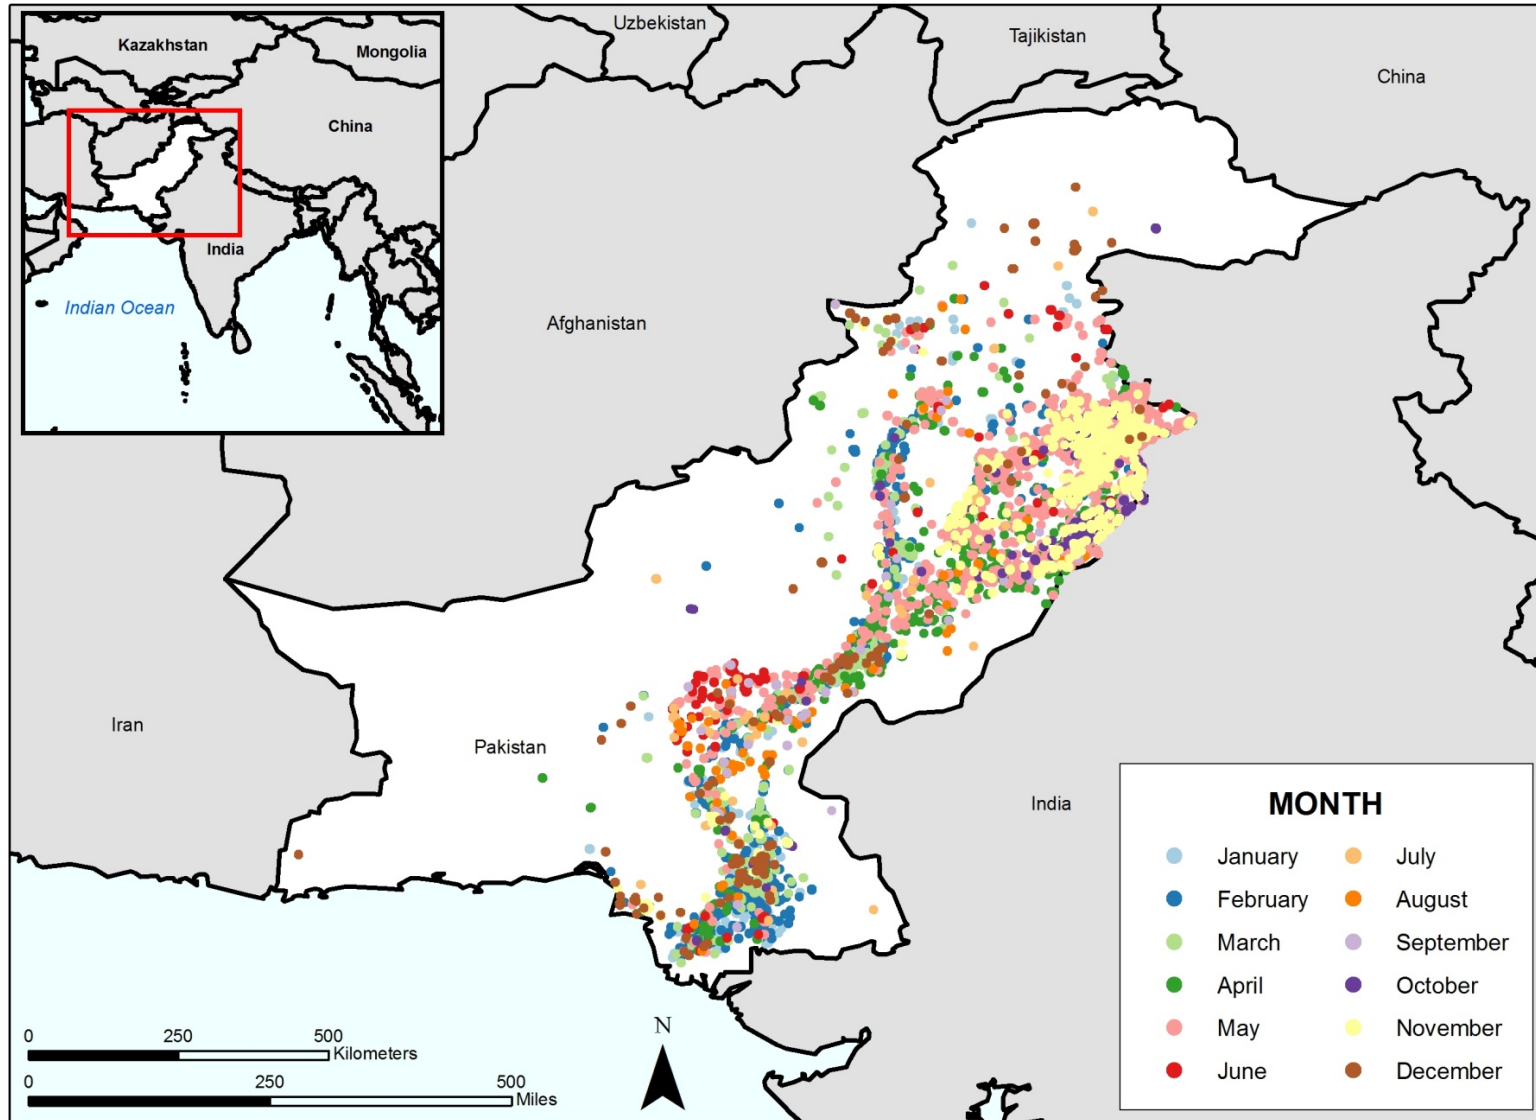 Uzbekistan
Tajikistan
China
Kazakhstan
Mongolia
China
India
Indian Ocean
Afghanistan
Iran
Pakistan
India
MONTH
January
February
March
April
May
June
July
August
September
October
November
December
N
0 250 500
Kilometers
0 250 500
Miles